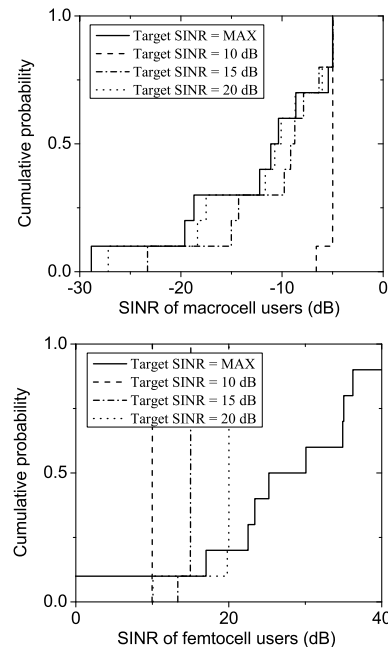 1.0
Target SINR = MAX
Target SINR = 10 dB
Target SINR = 15 dB
Target SINR = 20 dB
Cumulative probability
0.5
0.0
-30
-20
-10
0
SINR of macrocell users (dB)
1.0
Target SINR = MAX
Target SINR = 10 dB
Target SINR = 15 dB
Target SINR = 20 dB
Cumulative probability
0.5
0.0
0
20
40
SINR of femtocell users (dB)